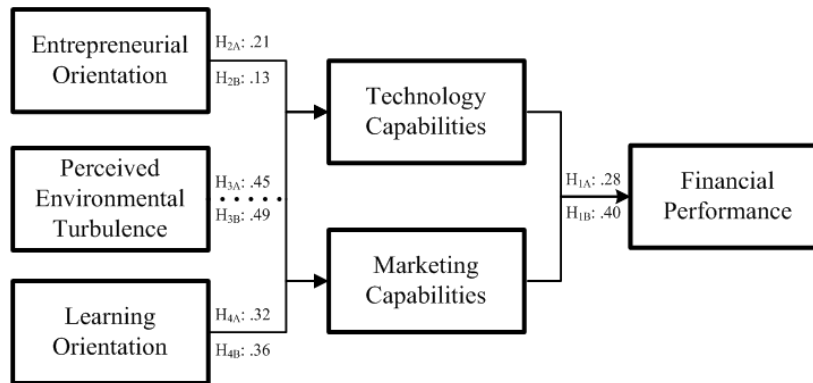 Entrepreneurial
Orientation
H2A: .21
H2B: .13
Perceived
Environmental
Turbulence
H3A: .45
H3B: .49
Learning
Orientation
H4A: .32
H4B: .36
Technology
Capabilities
Marketing
Capabilities
H1A: .28
H1B: .40
Financial
Performance